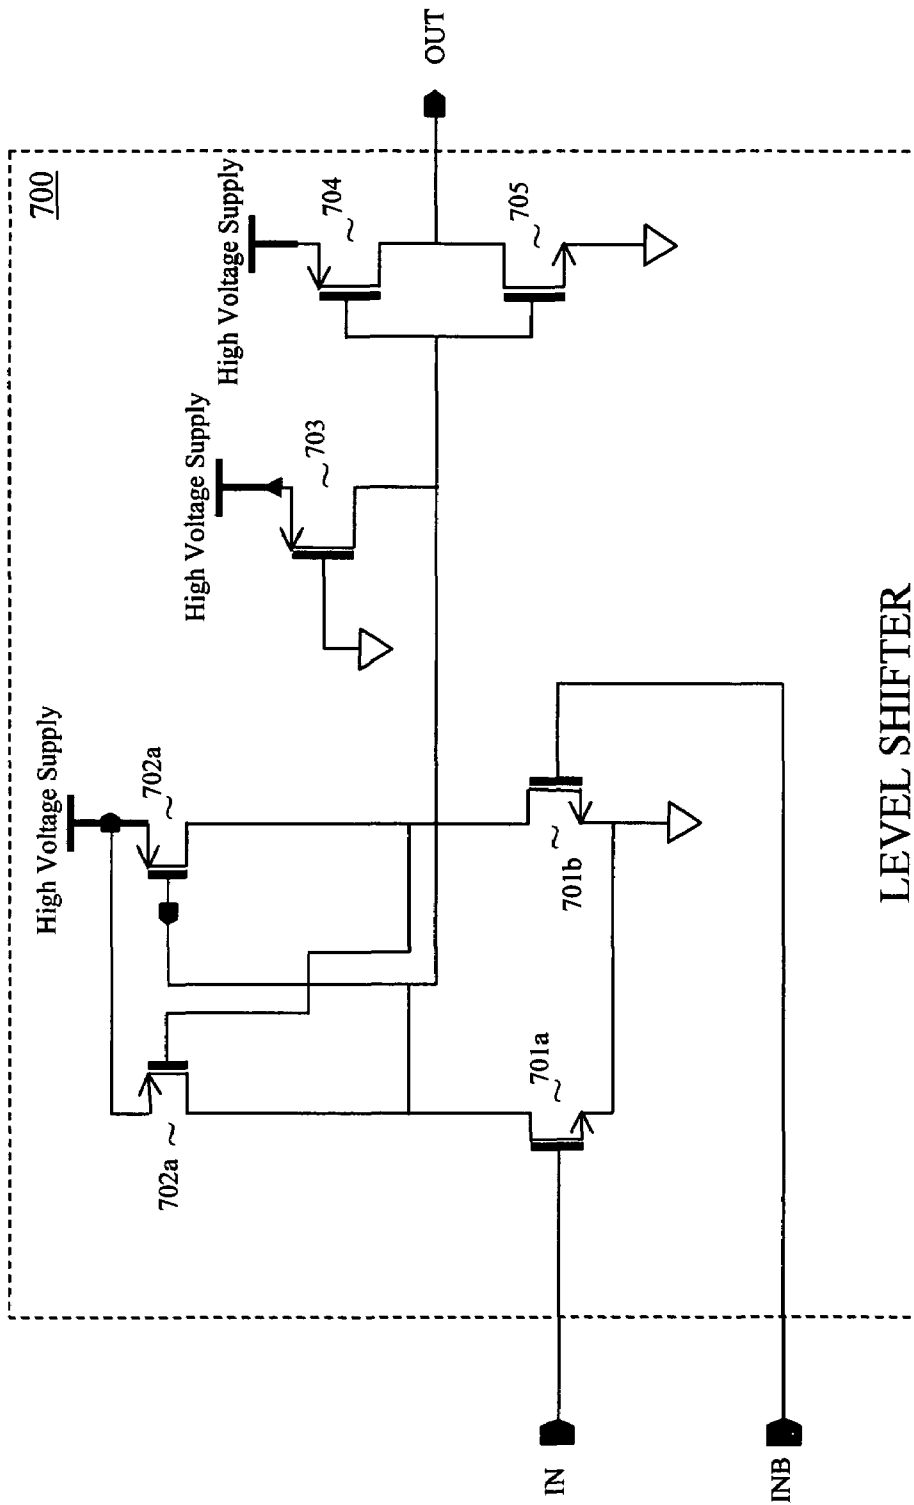 700
High Voltage Supply
702a
702a
High Voltage Supply
703
High Voltage Supply
704
705
OUT
701a
701b
IN
INB
LEVEL SHIFTER